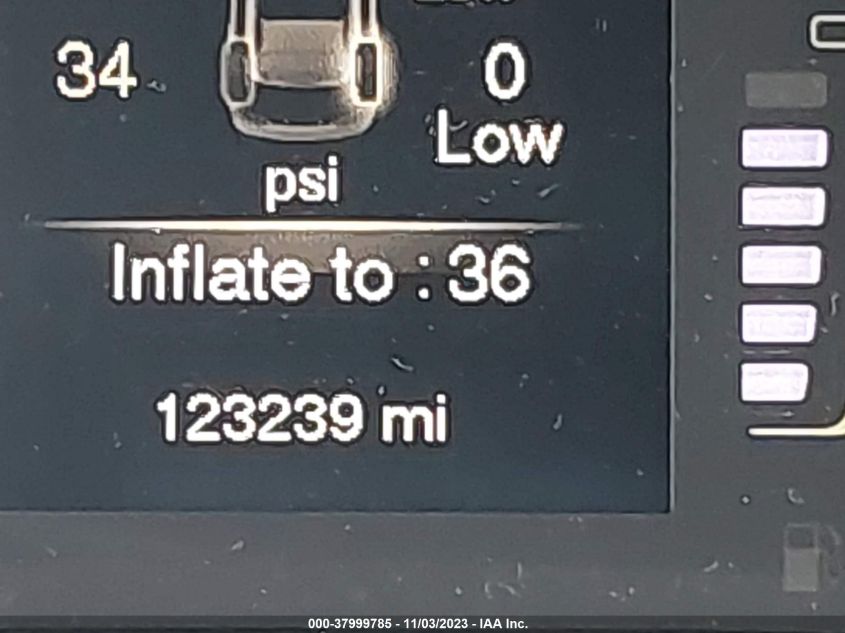 34 0
Low
psi
Inflate to : 36
123239 mi
000-37999785 - 11/03/2023 - IAA Inc.